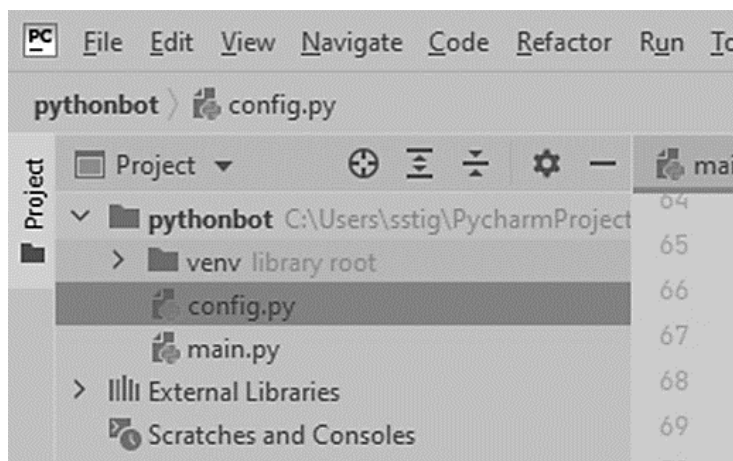 PC File Edit View Navigate Code Refactor Run
pythonbot config.py
Project
Project
pythonbot C:\Users\sstig\PycharmProject
64
venv library root
65
config.py
66
main.py
67
External Libraries
68
Scratches and Consoles
69